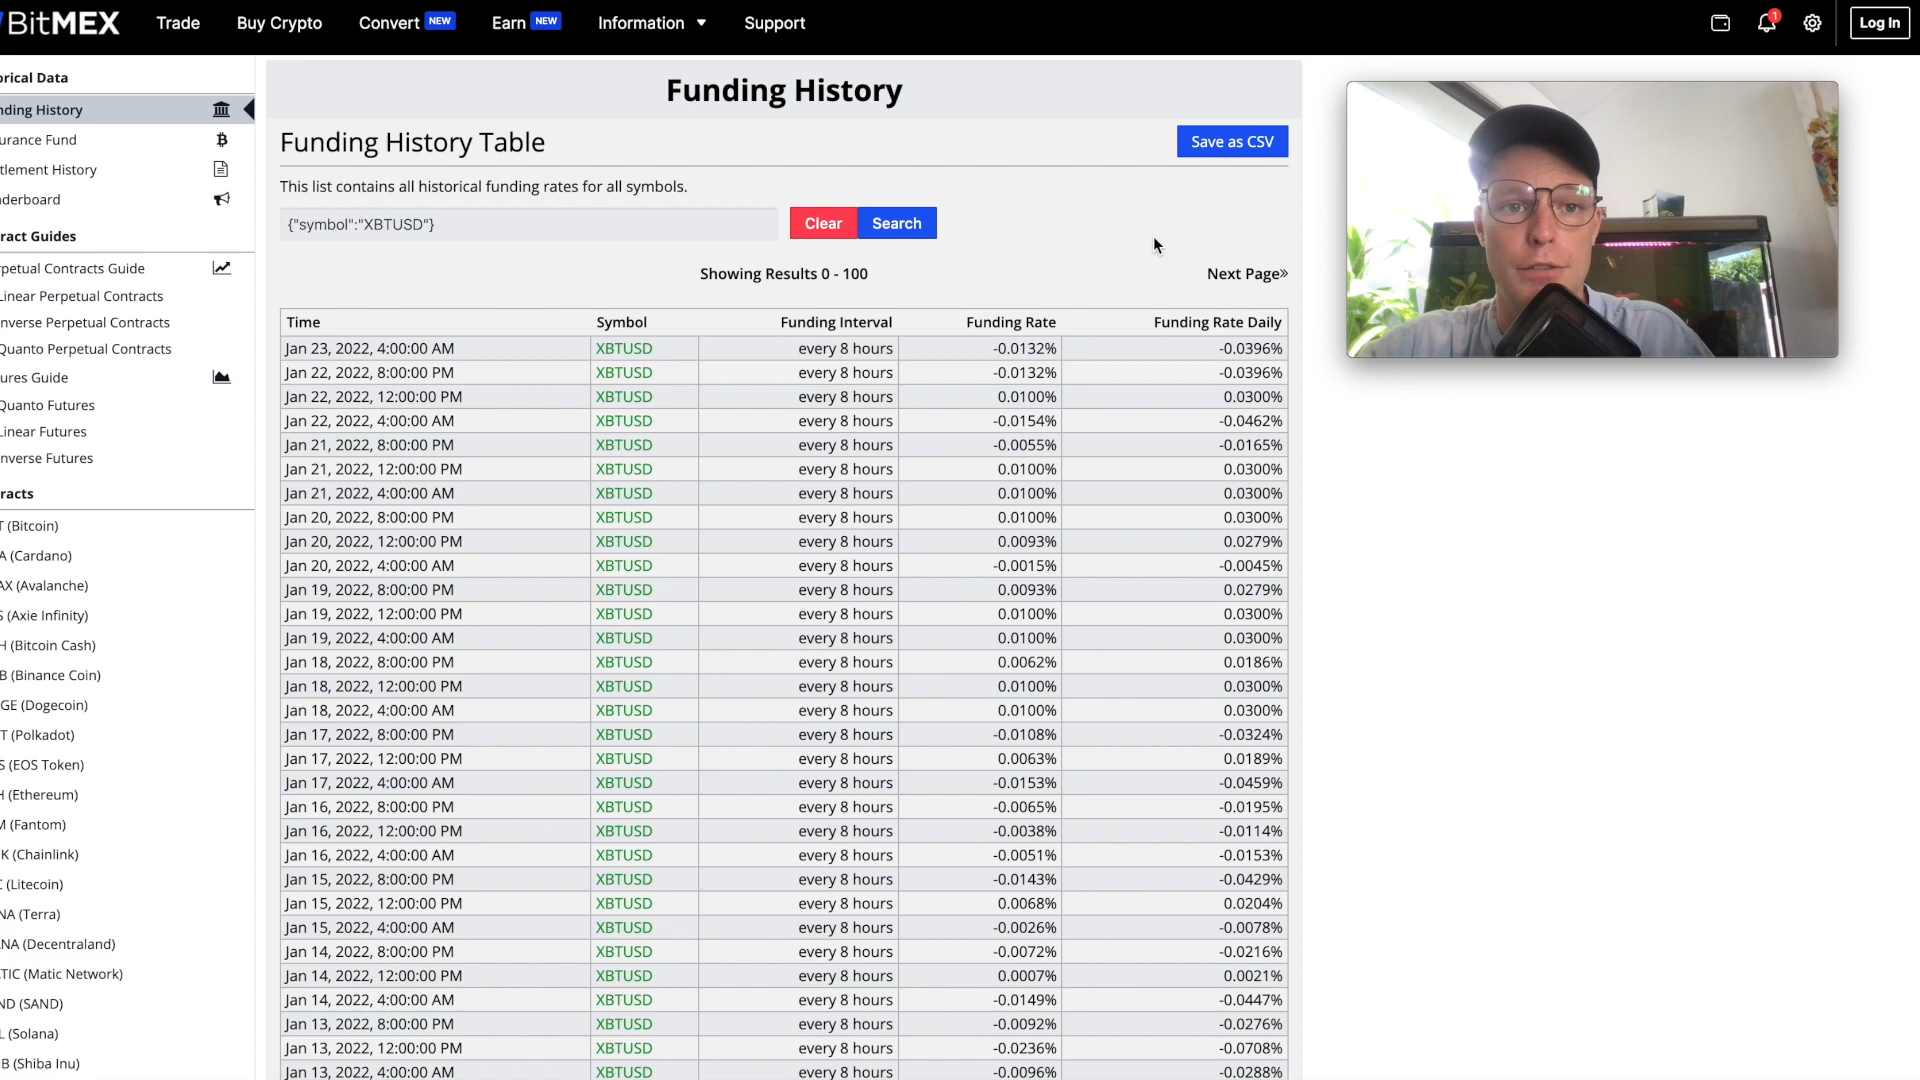 BitMEX Trade Buy Crypto Convert NEW Earn NEW Information Support 1 Log In
orical Data
nding History
urance Fund
tlement History
derboard
ract Guides
rpetual Contracts Guide
Linear Perpetual Contracts
nverse Perpetual Contracts
Quanto Perpetual Contracts
ures Guide
Quanto Futures
Linear Futures
nverse Futures
racts
T (Bitcoin)
A (Cardano)
AX (Avalanche)
S (Axie Infinity)
H (Bitcoin Cash)
B (Binance Coin)
GE (Dogecoin)
T (Polkadot)
S (EOS Token)
H (Ethereum)
M (Fantom)
K (Chainlink)
C (Litecoin)
NA (Terra)
ANA (Decentraland)
TIC (Matic Network)
ND (SAND)
L (Solana)
B (Shiba Inu)
Funding History
Funding History Table Save as CSV
This list contains all historical funding rates for all symbols.
{"symbol":"XBTUSD"} Clear Search
Showing Results 0 - 100 Next Page»
Time Symbol Funding Interval Funding Rate Funding Rate Daily
Jan 23, 2022, 4:00:00 AM XBTUSD every 8 hours -0.0132% -0.0396%
Jan 22, 2022, 8:00:00 PM XBTUSD every 8 hours -0.0132% -0.0396%
Jan 22, 2022, 12:00:00 PM XBTUSD every 8 hours 0.0100% 0.0300%
Jan 22, 2022, 4:00:00 AM XBTUSD every 8 hours -0.0154% -0.0462%
Jan 21, 2022, 8:00:00 PM XBTUSD every 8 hours -0.0055% -0.0165%
Jan 21, 2022, 12:00:00 PM XBTUSD every 8 hours 0.0100% 0.0300%
Jan 21, 2022, 4:00:00 AM XBTUSD every 8 hours 0.0100% 0.0300%
Jan 20, 2022, 8:00:00 PM XBTUSD every 8 hours 0.0100% 0.0300%
Jan 20, 2022, 12:00:00 PM XBTUSD every 8 hours 0.0093% 0.0279%
Jan 20, 2022, 4:00:00 AM XBTUSD every 8 hours -0.0015% -0.0045%
Jan 19, 2022, 8:00:00 PM XBTUSD every 8 hours 0.0093% 0.0279%
Jan 19, 2022, 12:00:00 PM XBTUSD every 8 hours 0.0100% 0.0300%
Jan 19, 2022, 4:00:00 AM XBTUSD every 8 hours 0.0100% 0.0300%
Jan 18, 2022, 8:00:00 PM XBTUSD every 8 hours 0.0062% 0.0186%
Jan 18, 2022, 12:00:00 PM XBTUSD every 8 hours 0.0100% 0.0300%
Jan 18, 2022, 4:00:00 AM XBTUSD every 8 hours 0.0100% 0.0300%
Jan 17, 2022, 8:00:00 PM XBTUSD every 8 hours -0.0108% -0.0324%
Jan 17, 2022, 12:00:00 PM XBTUSD every 8 hours 0.0063% 0.0189%
Jan 17, 2022, 4:00:00 AM XBTUSD every 8 hours -0.0153% -0.0459%
Jan 16, 2022, 8:00:00 PM XBTUSD every 8 hours -0.0065% -0.0195%
Jan 16, 2022, 12:00:00 PM XBTUSD every 8 hours -0.0038% -0.0114%
Jan 16, 2022, 4:00:00 AM XBTUSD every 8 hours -0.0051% -0.0153%
Jan 15, 2022, 8:00:00 PM XBTUSD every 8 hours -0.0143% -0.0429%
Jan 15, 2022, 12:00:00 PM XBTUSD every 8 hours 0.0068% 0.0204%
Jan 15, 2022, 4:00:00 AM XBTUSD every 8 hours -0.0026% -0.0078%
Jan 14, 2022, 8:00:00 PM XBTUSD every 8 hours -0.0072% -0.0216%
Jan 14, 2022, 12:00:00 PM XBTUSD every 8 hours 0.0007% 0.0021%
Jan 14, 2022, 4:00:00 AM XBTUSD every 8 hours -0.0149% -0.0447%
Jan 13, 2022, 8:00:00 PM XBTUSD every 8 hours -0.0092% -0.0276%
Jan 13, 2022, 12:00:00 PM XBTUSD every 8 hours -0.0236% -0.0708%
Jan 13, 2022, 4:00:00 AM XBTUSD every 8 hours -0.0096% -0.0288%